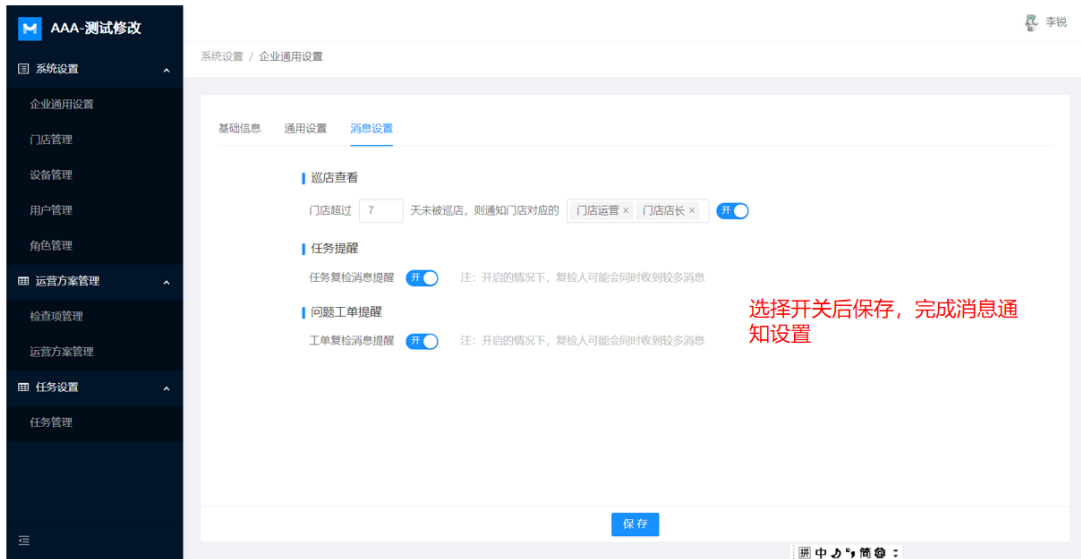 AAA-测试修改
李锐
系统设置
系统设置 / 企业通用设置
企业通用设置
门店管理
设备管理
用户管理
角色管理
运营方案管理
检查项管理
运营方案管理
任务设置
任务管理
基础信息 通用设置 消息设置
巡店查看
门店超过 7 天未被巡店，则通知门店对应的 门店运营 × 门店店长 × 开
任务提醒
任务复检消息提醒 开 注：开启的情况下，复检人可能会同时收到较多消息
问题工单提醒
工单复检消息提醒 开 注：开启的情况下，复检人可能会同时收到较多消息
选择开关后保存，完成消息通
知设置
保存
拼 中 简